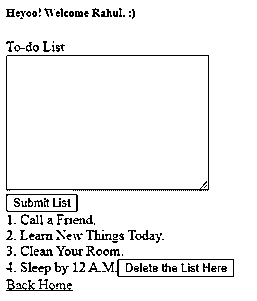 Heyoo! Welcome Rahul. :)
To-do List
Submit List
1. Call a Friend.
2. Learn New Things Today.
3. Clean Your Room.
4. Sleep by 12 A.M. Delete the List Here
Back Home